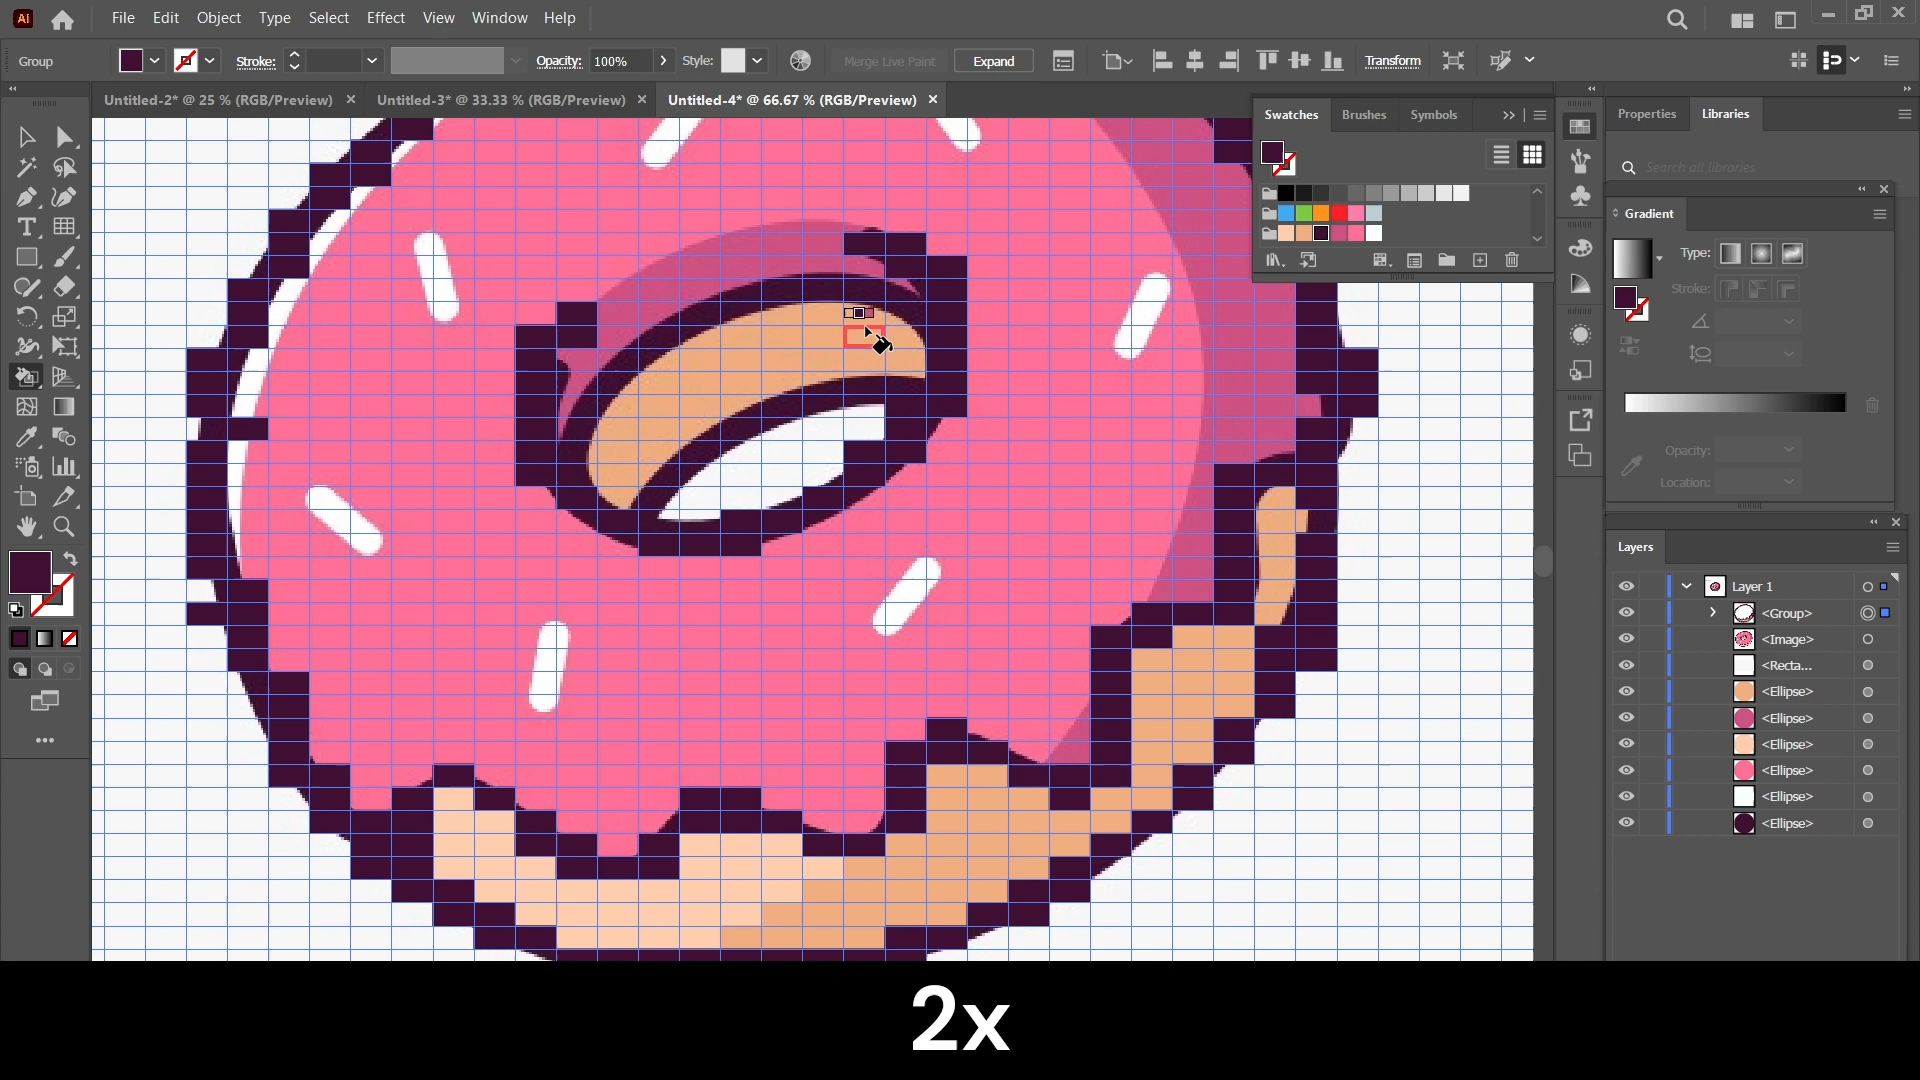 Ai File Edit Object Type Select Effect View Window Help
Group Stroke: Opacity: 100% Style: Merge Live Paint Expand Transform
Untitled-2* @ 25 % (RGB/Preview) Untitled-3* @ 33.33 % (RGB/Preview) Untitled-4* @ 66.67 % (RGB/Preview)
Swatches Brushes Symbols
Properties Libraries
Search all libraries
Gradient
Type:
Stroke:
Opacity:
Location:
Layers
Layer 1
<Group>
<Image>
<Recta...
<Ellipse>
<Ellipse>
<Ellipse>
<Ellipse>
<Ellipse>
<Ellipse>
2x